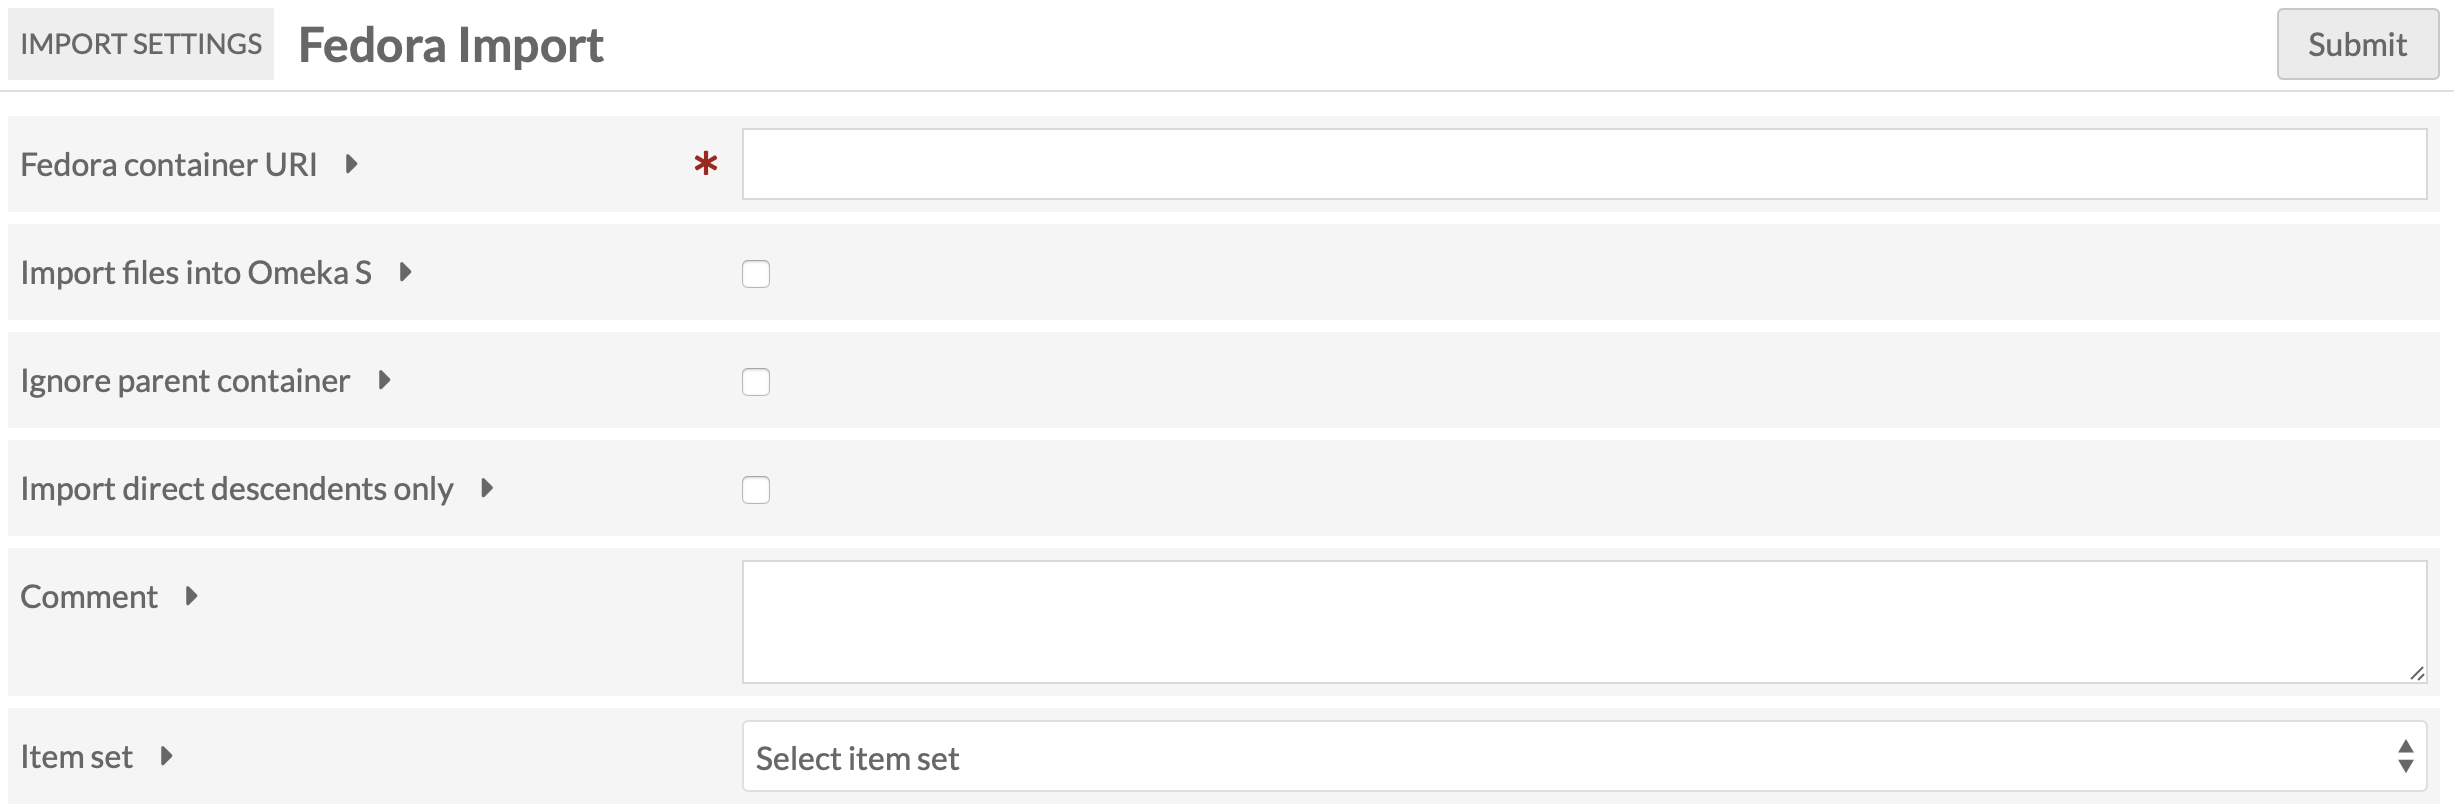 IMPORT SETTINGS Fedora Import Submit
Fedora container URI *
Import files into Omeka S
Ignore parent container
Import direct descendents only
Comment
Item set Select item set